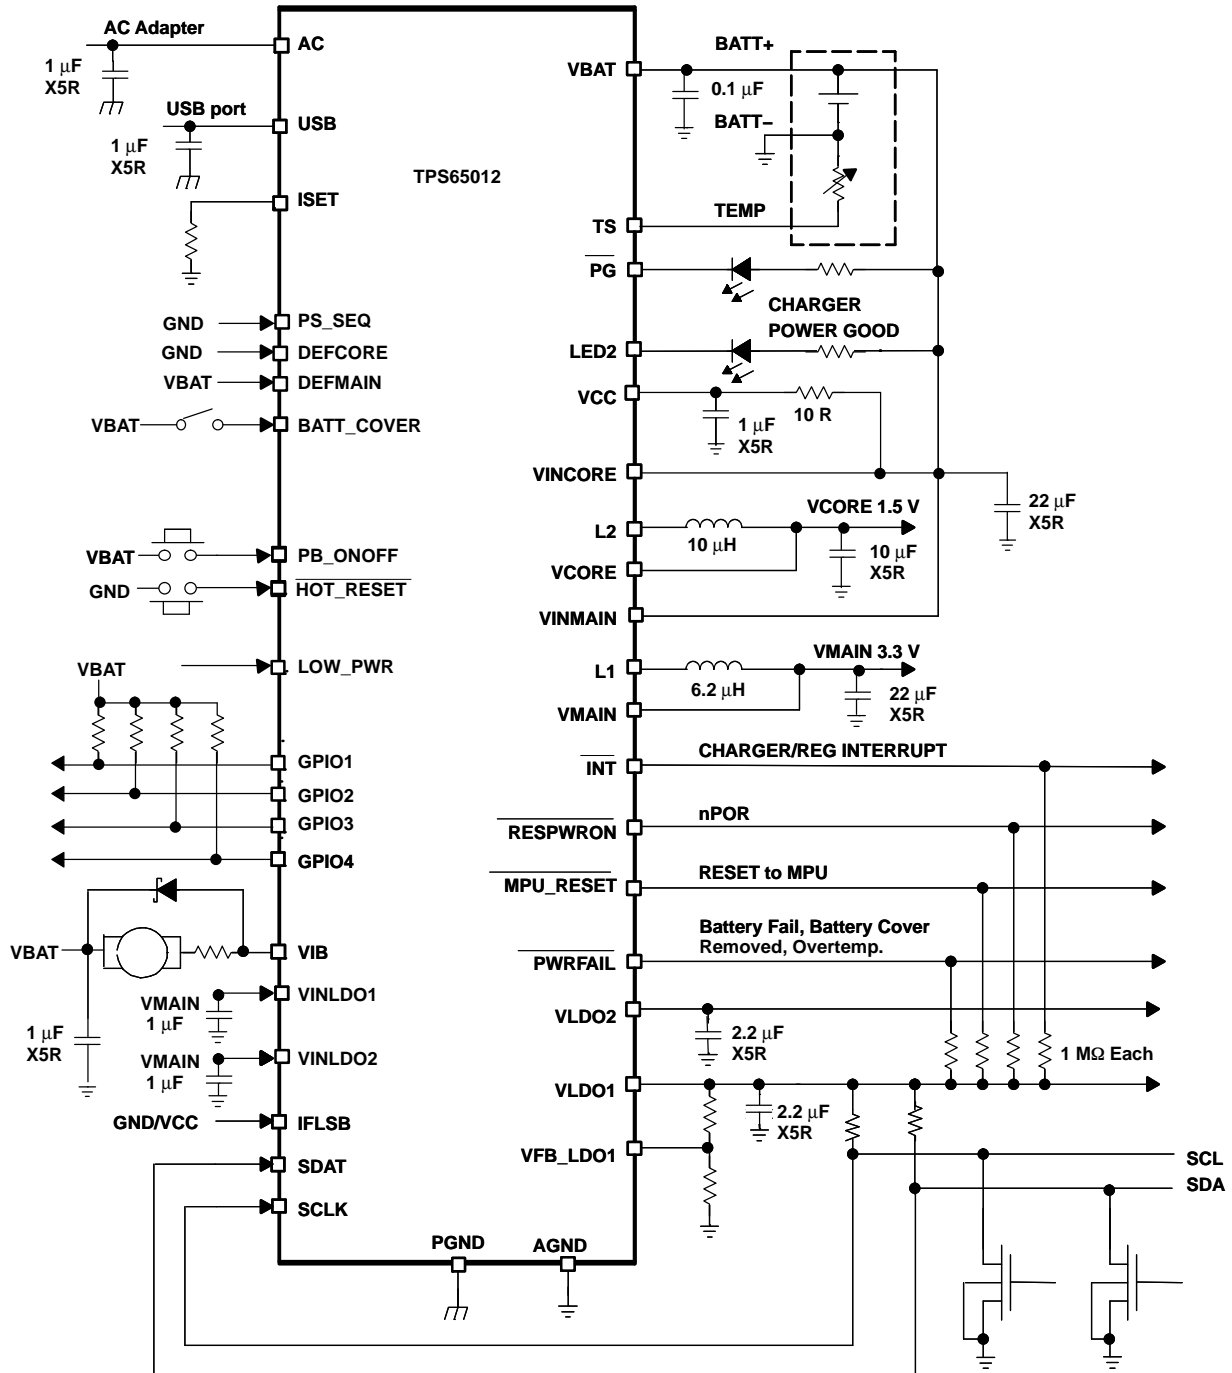 AC Adapter
1 μF
X5R
AC
USB port
1 μF
X5R
USB
ISET
TPS65012
GND
PS_SEQ
GND
DEFCORE
VBAT
DEFMAIN
VBAT
BATT_COVER
VBAT
PB_ONOFF
GND
HOT_RESET
VBAT
LOW_PWR
GPIO1
GPIO2
GPIO3
GPIO4
VBAT
VIB
1 μF
X5R
VMAIN
1 μF
VINLDO1
VMAIN
1 μF
VINLDO2
GND/VCC
IFLSB
SDAT
SCLK
PGND
AGND
VBAT
BATT+
0.1 μF
BATT–
TS
TEMP
PG
CHARGER
POWER GOOD
LED2
VCC
1 μF
X5R
10 R
VINCORE
22 μF
X5R
L2
10 μH
VCORE 1.5 V
10 μF
X5R
VCORE
VINMAIN
L1
6.2 μH
VMAIN 3.3 V
22 μF
X5R
VMAIN
INT
CHARGER/REG INTERRUPT
RESPWRON
nPOR
MPU_RESET
RESET to MPU
PWRFAIL
Battery Fail, Battery Cover
Removed, Overtemp.
VLDO2
2.2 μF
X5R
1 MΩ Each
VLDO1
2.2 μF
X5R
VFB_LDO1
SCL
SDA